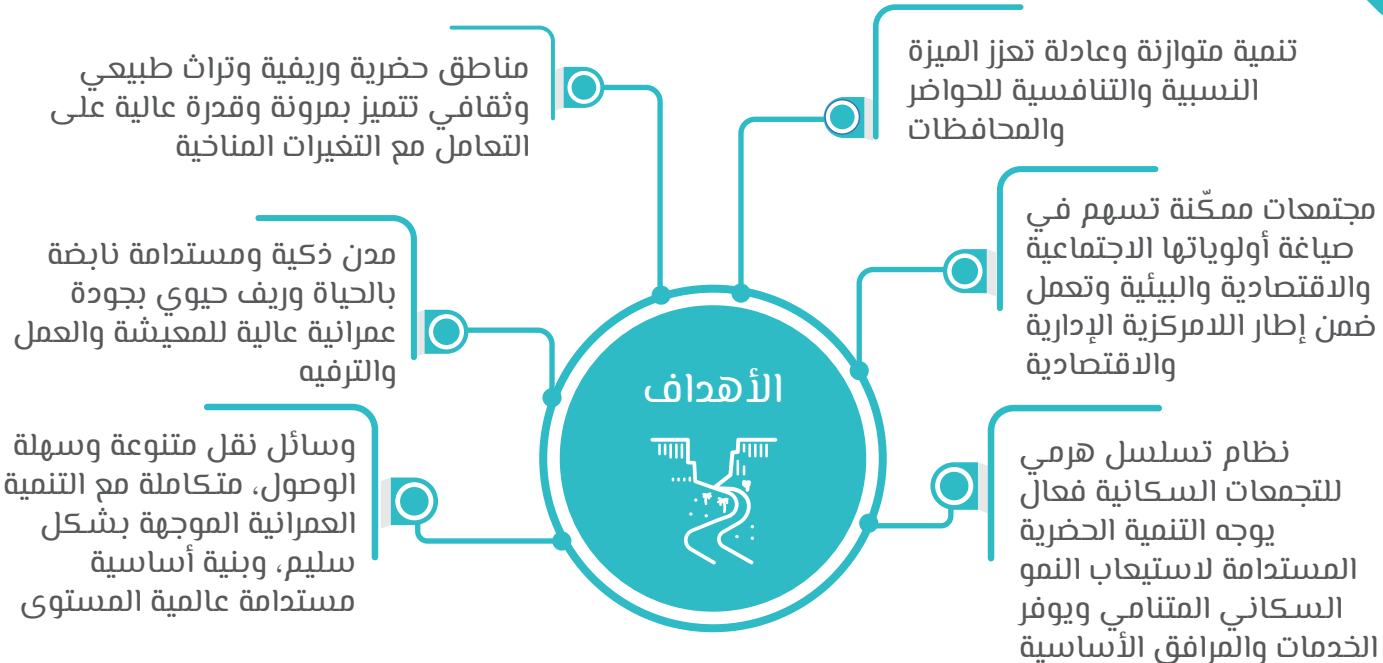 تنمية متوازنة وعادلة تعزز الميزة
النسبية والتنافسية للحواضر
والمحافظات
مجتمعات ممكّنة تسهم في
صياغة أولوياتها الاجتماعية
والاقتصادية والبيئية وتعمل
ضمن إطار اللامركزية الإدارية
والاقتصادية
نظام تسلسل هرمي
للتجمعات السكانية فعال
يوجه التنمية الحضرية
المستدامة لاستيعاب النمو
السكاني المتنامي ويوفر
الخدمات والمرافق الأساسية
الأهداف
مناطق حضرية وريفية وتراث طبيعي
وثقافي تتميز بمرونة وقدرة عالية على
التعامل مع التغيرات المناخية
مدن ذكية ومستدامة نابضة
بالحياة وريف حيوي بجودة
عمرانية عالية للمعيشة والعمل
والترفيه
وسائل نقل متنوعة وسهلة
الوصول، متكاملة مع التنمية
العمرانية الموجهة بشكل
سليم، وبنية أساسية
مستدامة عالمية المستوى